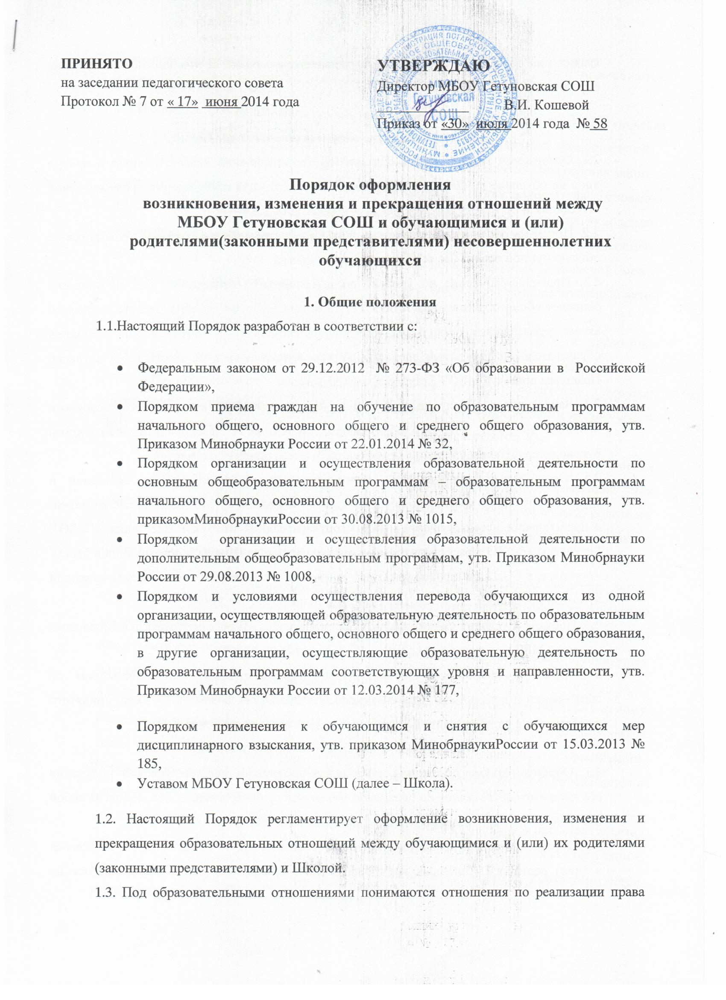 ПРИНЯТО
на заседании педагогического совета
Протокол № 7 от « 17» июня 2014 года
УТВЕРЖДАЮ
Директор МБОУ Гетуновская СОШ
В.И. Кошевой
Приказ от «30» июля 2014 года № 58
МБОУ
Гетуновская
СОШ
Порядок оформления
возникновения, изменения и прекращения отношений между
МБОУ Гетуновская СОШ и обучающимися и (или)
родителями(законными представителями) несовершеннолетних
обучающихся
1. Общие положения
1.1.Настоящий Порядок разработан в соответствии с:
• Федеральным законом от 29.12.2012 № 273-ФЗ «Об образовании в Российской
Федерации»,
• Порядком приема граждан на обучение по образовательным программам
начального общего, основного общего и среднего общего образования, утв.
Приказом Минобрнауки России от 22.01.2014 № 32,
• Порядком организации и осуществления образовательной деятельности по
основным общеобразовательным программам – образовательным программам
начального общего, основного общего и среднего общего образования, утв.
приказомМинобрнаукиРоссии от 30.08.2013 № 1015,
• Порядком организации и осуществления образовательной деятельности по
дополнительным общеобразовательным программам, утв. Приказом Минобрнауки
России от 29.08.2013 № 1008,
• Порядком и условиями осуществления перевода обучающихся из одной
организации, осуществляющей образовательную деятельность по образовательным
программам начального общего, основного общего и среднего общего образования,
в другие организации, осуществляющие образовательную деятельность по
образовательным программам соответствующих уровня и направленности, утв.
Приказом Минобрнауки России от 12.03.2014 № 177,
• Порядком применения к обучающимся и снятия с обучающихся мер
дисциплинарного взыскания, утв. приказом МинобрнаукиРоссии от 15.03.2013 №
185,
• Уставом МБОУ Гетуновская СОШ (далее – Школа).
1.2. Настоящий Порядок регламентирует оформление возникновения, изменения и
прекращения образовательных отношений между обучающимися и (или) их родителями
(законными представителями) и Школой.
1.3. Под образовательными отношениями понимаются отношения по реализации права